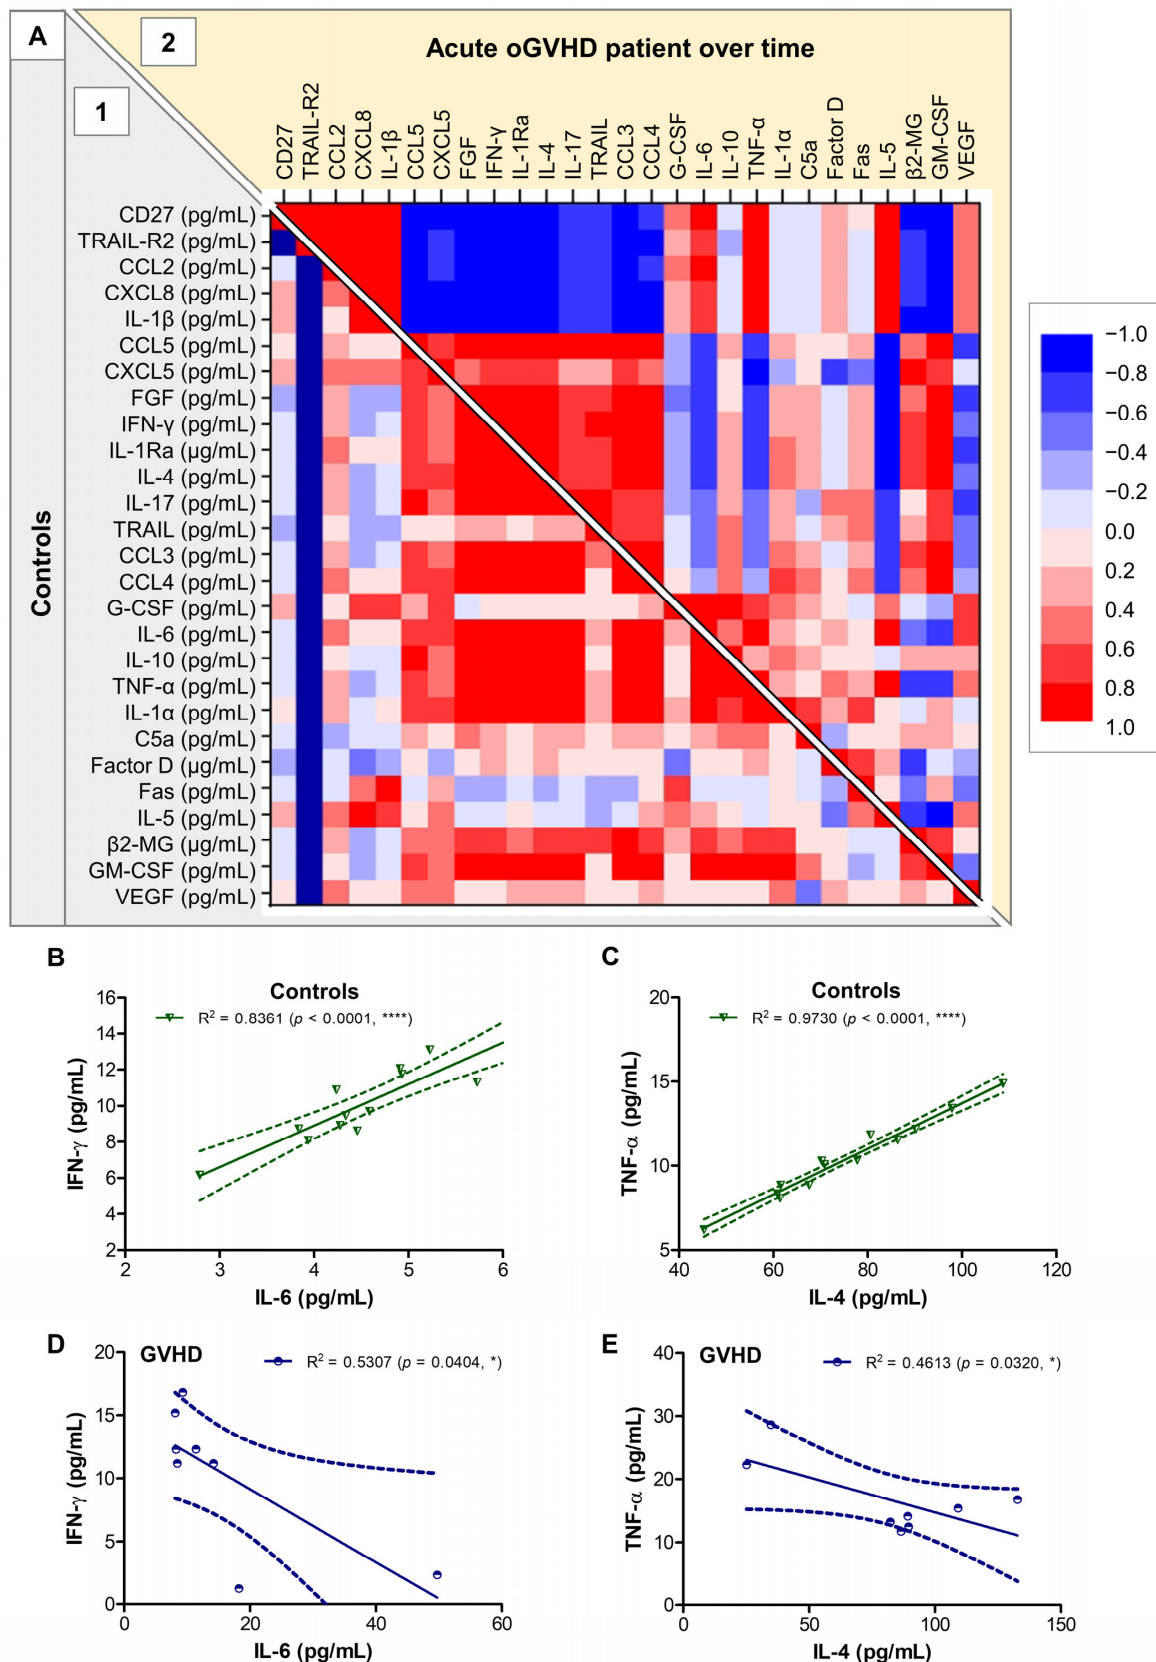 A
2
Acute oGVHD patient over time
1
CD27
TRAIL-R2
CCL2
CXCL8
IL-1β
CCL5
CXCL5
FGF
IFN-γ
IL-1Ra
IL-4
IL-17
TRAIL
CCL3
CCL4
G-CSF
IL-6
IL-10
TNF-α
IL-1α
C5a
Factor D
Fas
IL-5
β2-MG
GM-CSF
VEGF
Controls
CD27 (pg/mL)
TRAIL-R2 (pg/mL)
CCL2 (pg/mL)
CXCL8 (pg/mL)
IL-1β (pg/mL)
CCL5 (pg/mL)
CXCL5 (pg/mL)
FGF (pg/mL)
IFN-γ (pg/mL)
IL-1Ra (µg/mL)
IL-4 (pg/mL)
IL-17 (pg/mL)
TRAIL (pg/mL)
CCL3 (pg/mL)
CCL4 (pg/mL)
G-CSF (pg/mL)
IL-6 (pg/mL)
IL-10 (pg/mL)
TNF-α (pg/mL)
IL-1α (pg/mL)
C5a (pg/mL)
Factor D (µg/mL)
Fas (pg/mL)
IL-5 (pg/mL)
β2-MG (µg/mL)
GM-CSF (pg/mL)
VEGF (pg/mL)
−1.0
−0.8
−0.6
−0.4
−0.2
0.0
0.2
0.4
0.6
0.8
1.0
B
Controls
R² = 0.8361 (p < 0.0001, ****)
IFN-γ (pg/mL)
16
14
12
10
8
6
4
2
2 3 4 5 6
IL-6 (pg/mL)
C
Controls
R² = 0.9730 (p < 0.0001, ****)
TNF-α (pg/mL)
20
15
10
5
40 60 80 100 120
IL-4 (pg/mL)
D
GVHD
R² = 0.5307 (p = 0.0404, *)
IFN-γ (pg/mL)
20
15
10
5
0
0 20 40 60
IL-6 (pg/mL)
E
GVHD
R² = 0.4613 (p = 0.0320, *)
TNF-α (pg/mL)
40
30
20
10
0
0 50 100 150
IL-4 (pg/mL)